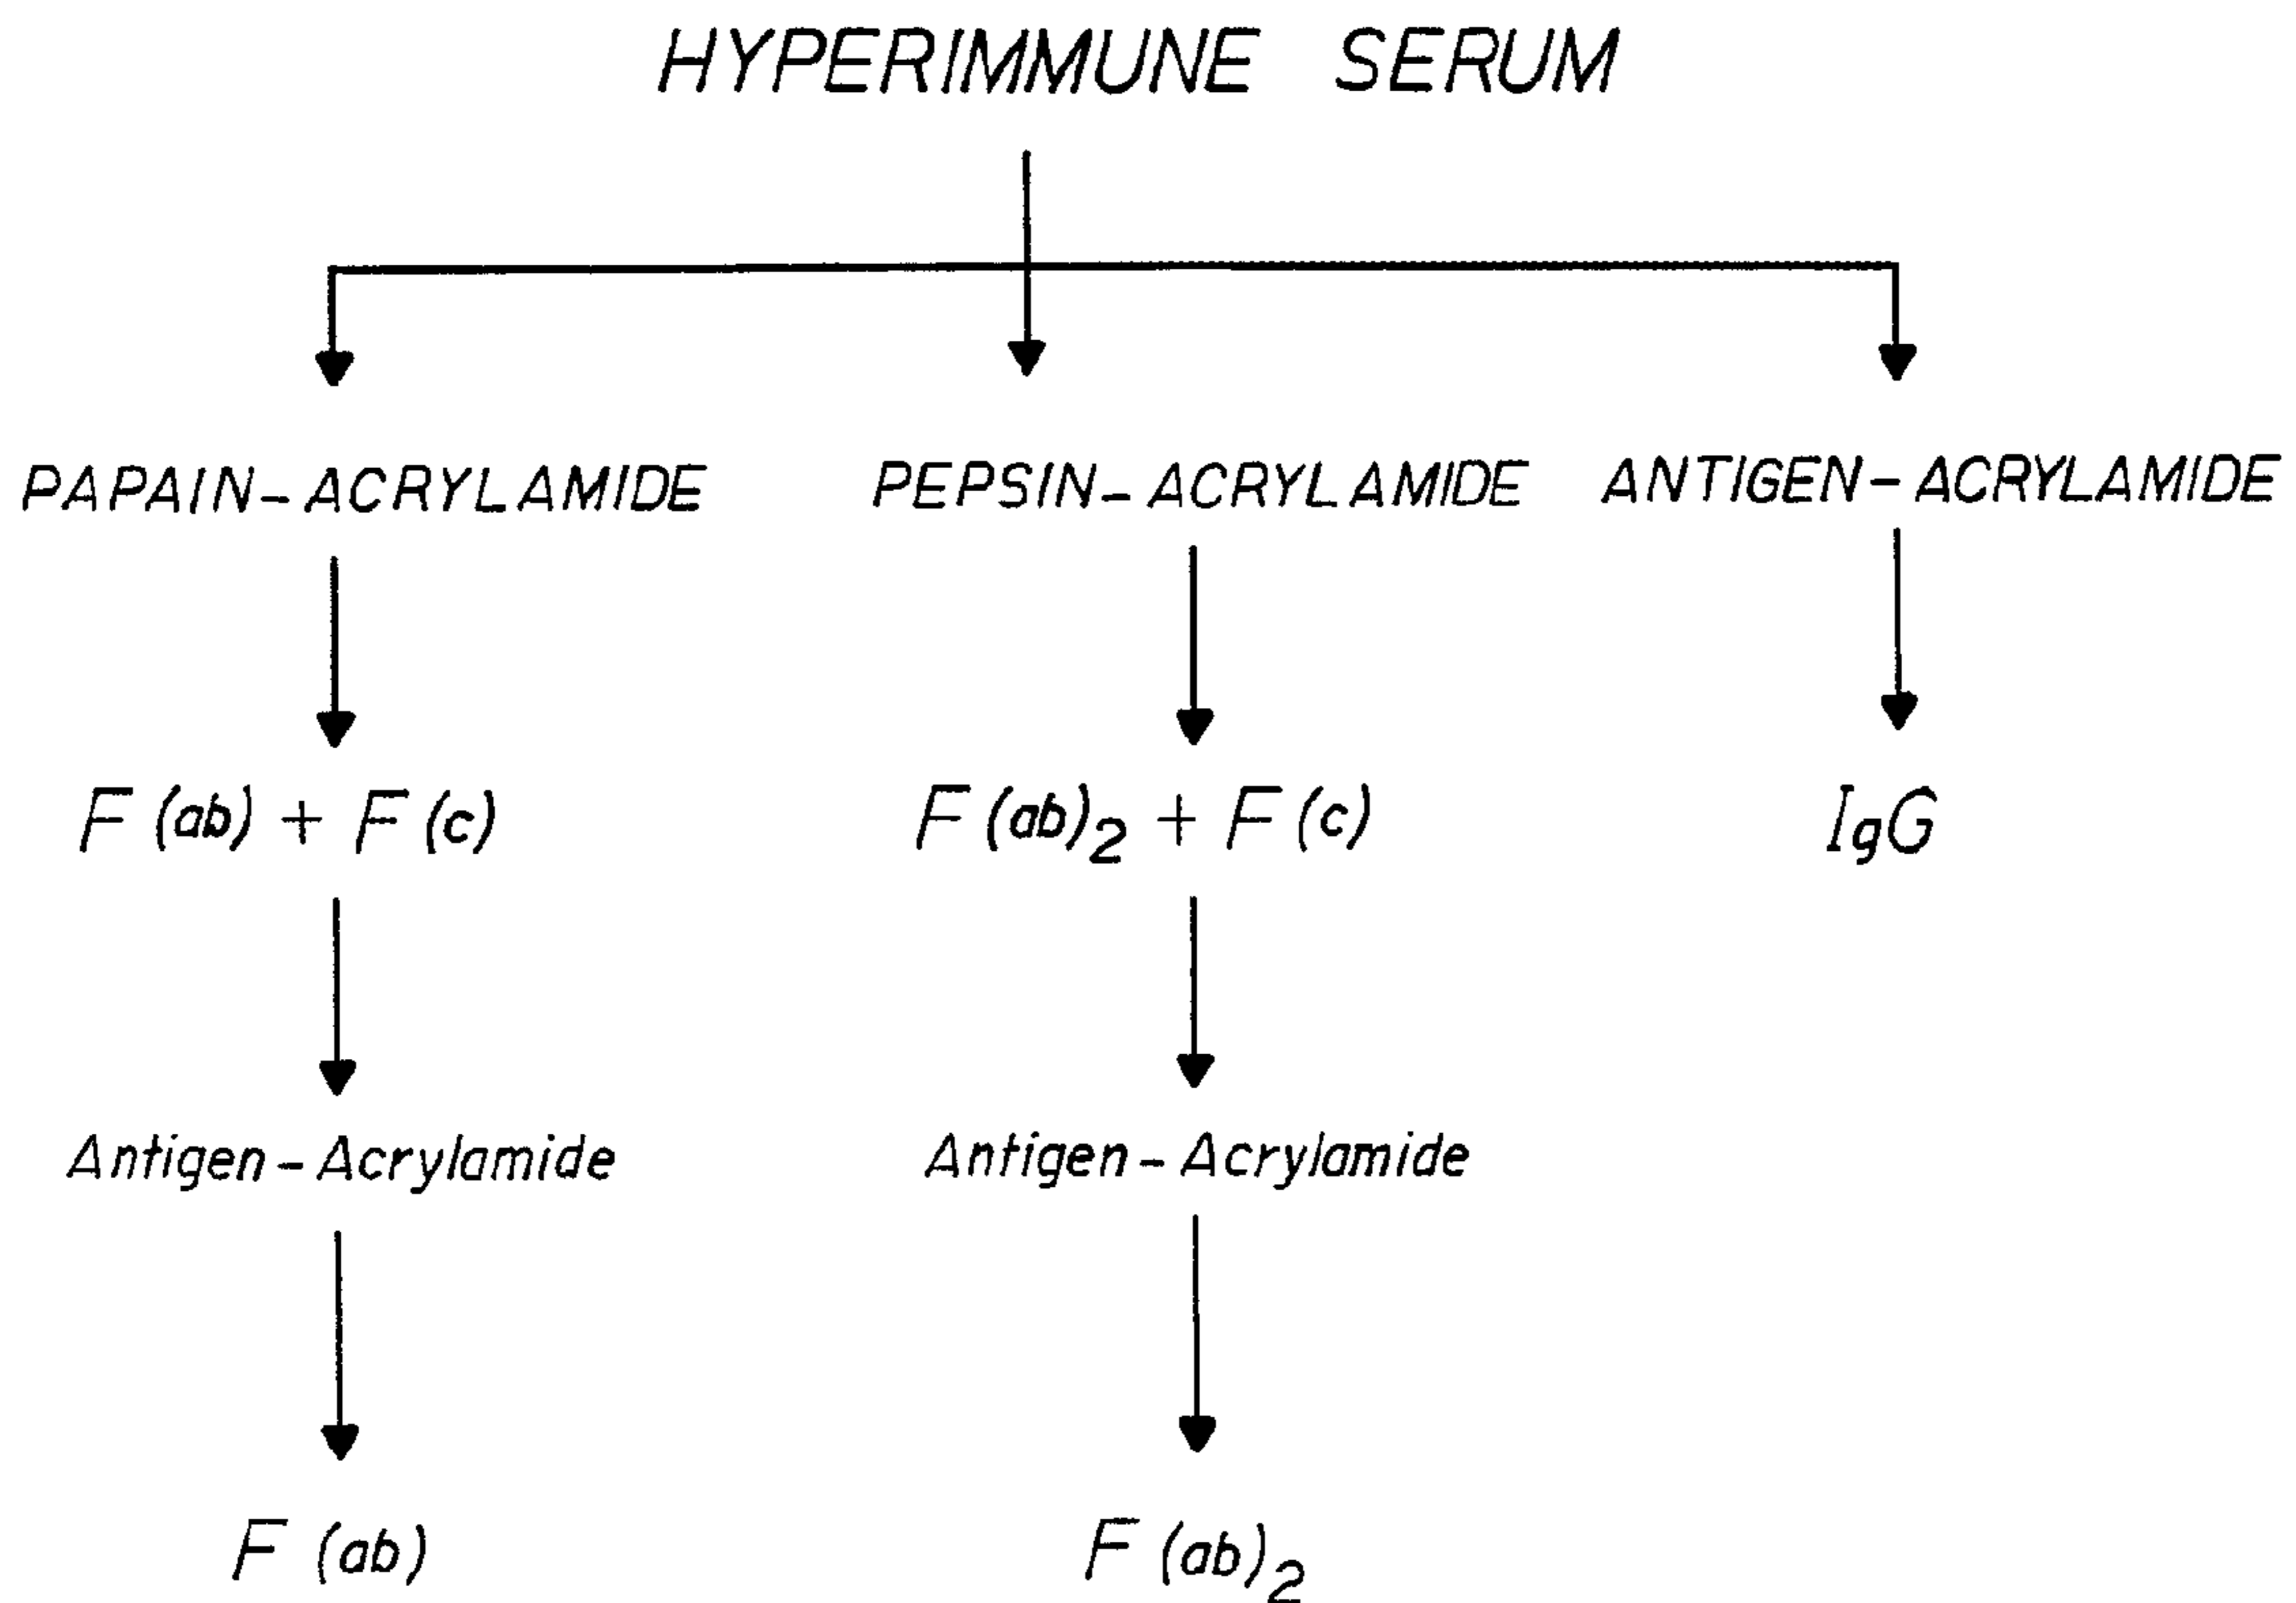 HYPERIMMUNE SERUM
PAPAIN-ACRYLAMIDE PEPSIN-ACRYLAMIDE ANTIGEN-ACRYLAMIDE
F(ab) + F(c) F(ab)2 + F(c) IgG
Antigen-Acrylamide Antigen-Acrylamide
F(ab) F(ab)2